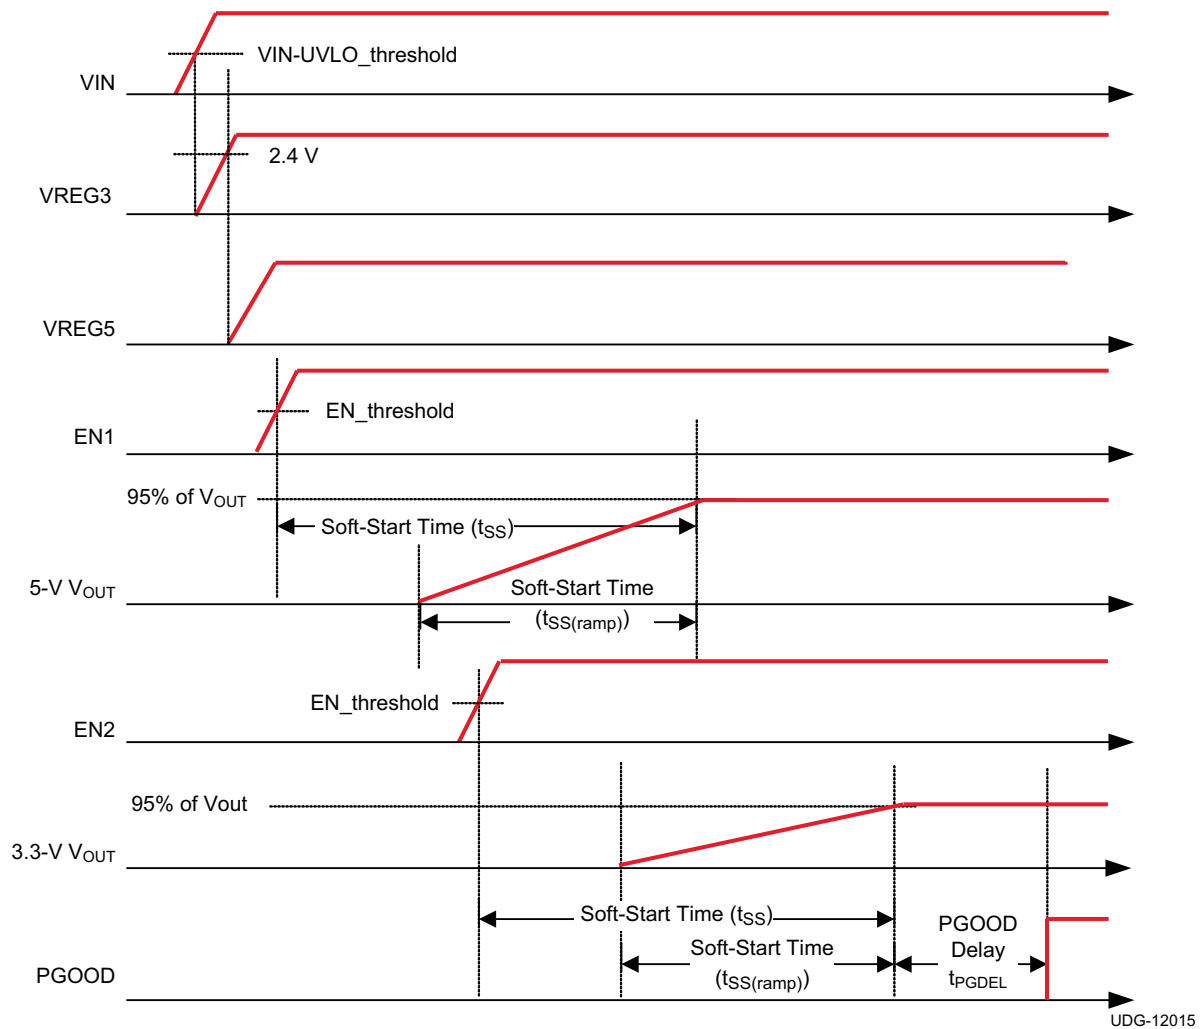 VIN-UVLO_threshold
VIN
2.4 V
VREG3
VREG5
EN_threshold
EN1
95% of VOUT
Soft-Start Time (tSS)
5-V VOUT
Soft-Start Time
(tSS(ramp))
EN_threshold
EN2
95% of Vout
3.3-V VOUT
Soft-Start Time (tSS)
PGOOD
Delay
tPGDEL
Soft-Start Time
(tSS(ramp))
PGOOD
UDG-12015